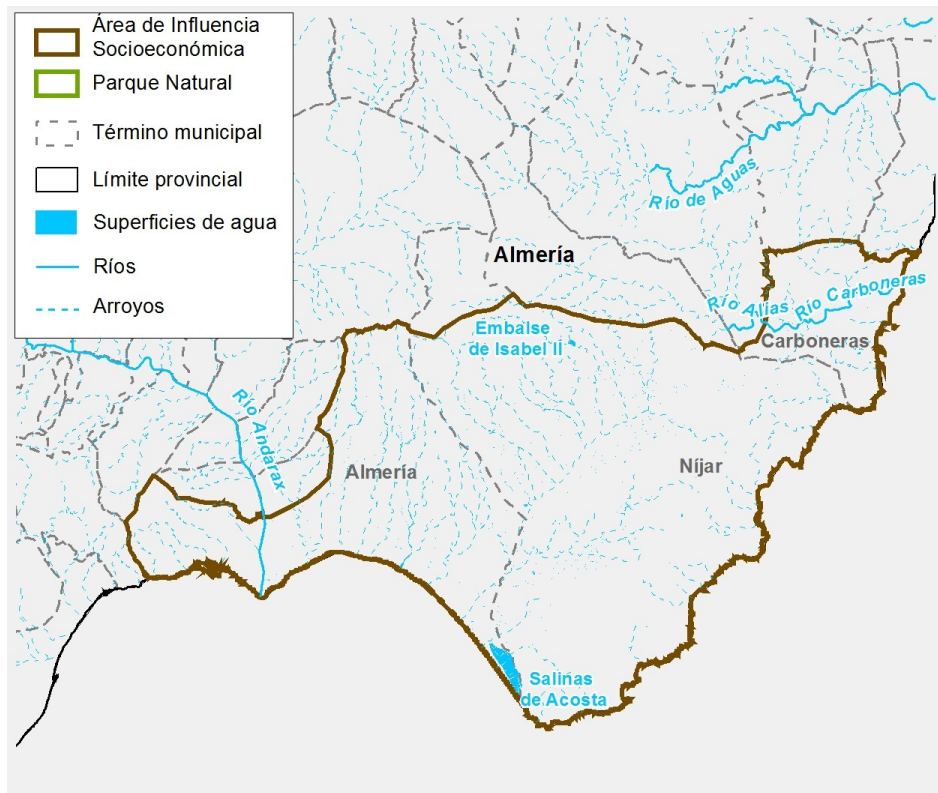 Área de Influencia
Socioeconómica
Parque Natural
Término municipal
Límite provincial
Superficies de agua
Ríos
Arroyos
Río de Aguas
Almería
Río Alias
Río Carboneras
Embalse
de Isabel II
Carboneras
Río Andarax
Almería
Níjar
Salinas
de Acosta